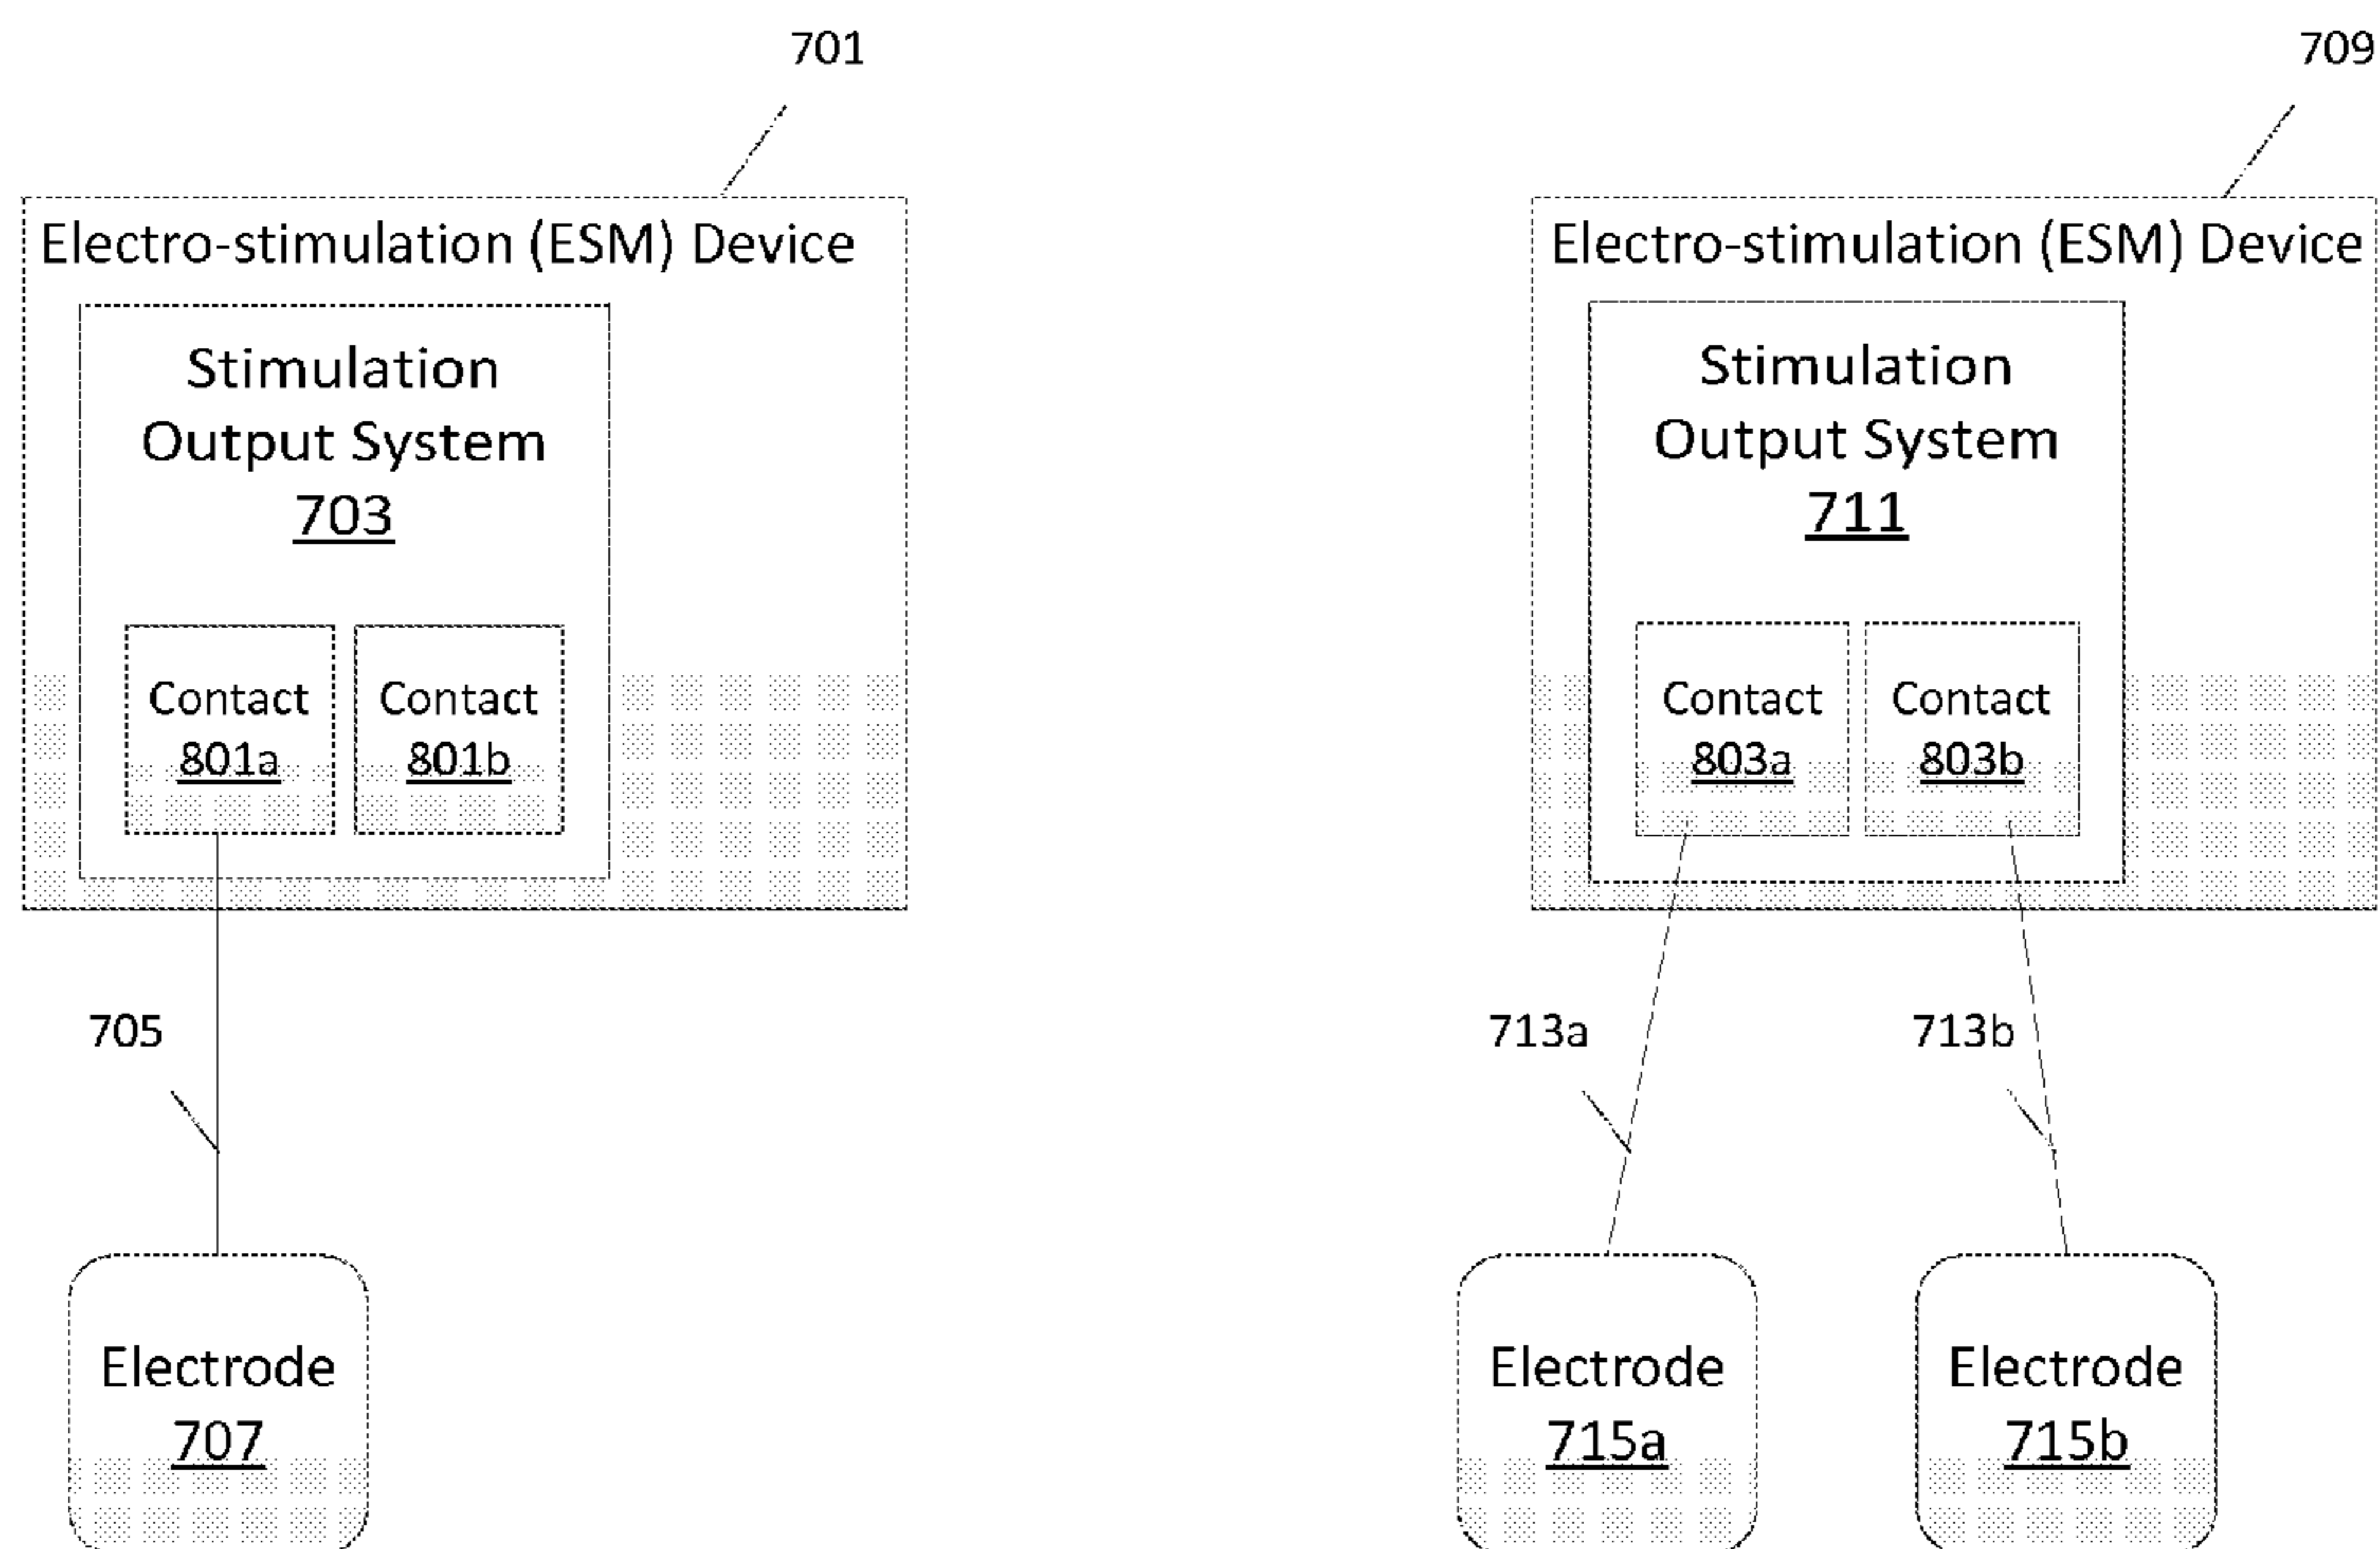 701
Electro-stimulation (ESM) Device
Stimulation
Output System
703
Contact
801a
Contact
801b
705
Electrode
707
709
Electro-stimulation (ESM) Device
Stimulation
Output System
711
Contact
803a
Contact
803b
713a
713b
Electrode
715a
Electrode
715b